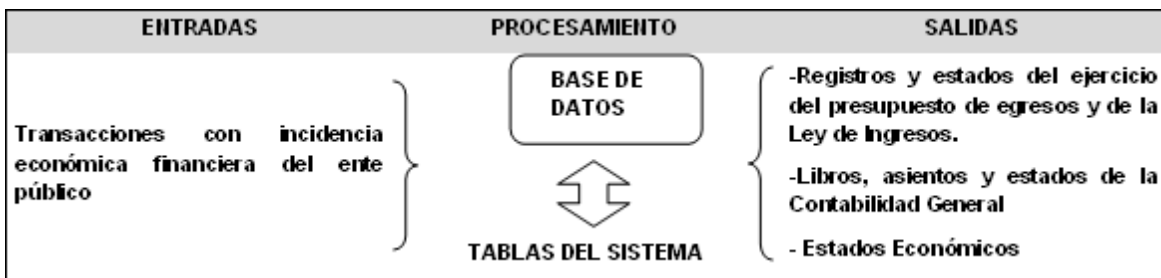 ENTRADAS
PROCESAMIENTO
SALIDAS
Transacciones con incidencia
económica financiera del ente
público
BASE DE
DATOS
TABLAS DEL SISTEMA
-Registros y estados del ejercicio
del presupuesto de egresos y de la
Ley de Ingresos.
-Libros, asientos y estados de la
Contabilidad General
- Estados Económicos